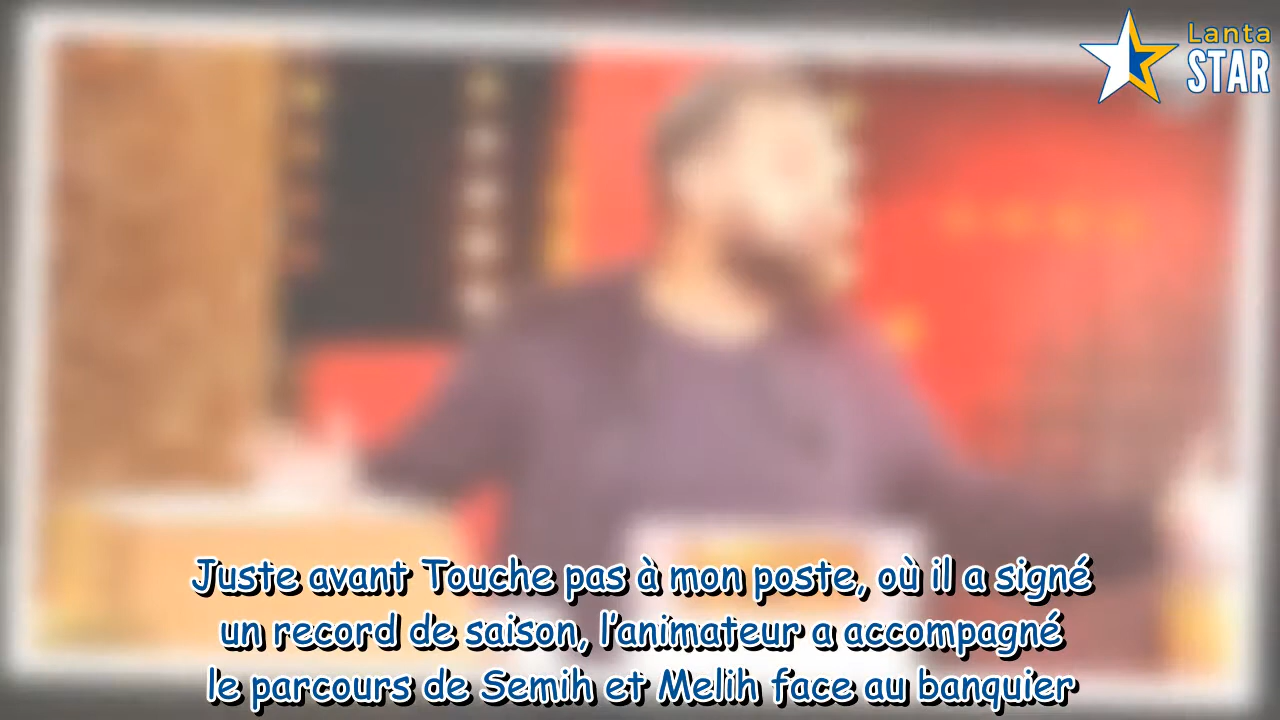 Lanta
STAR
Juste avant Touche pas à mon poste, où il a signé
un record de saison, l'animateur a accompagné
le parcours de Semih et Melih face au banquier